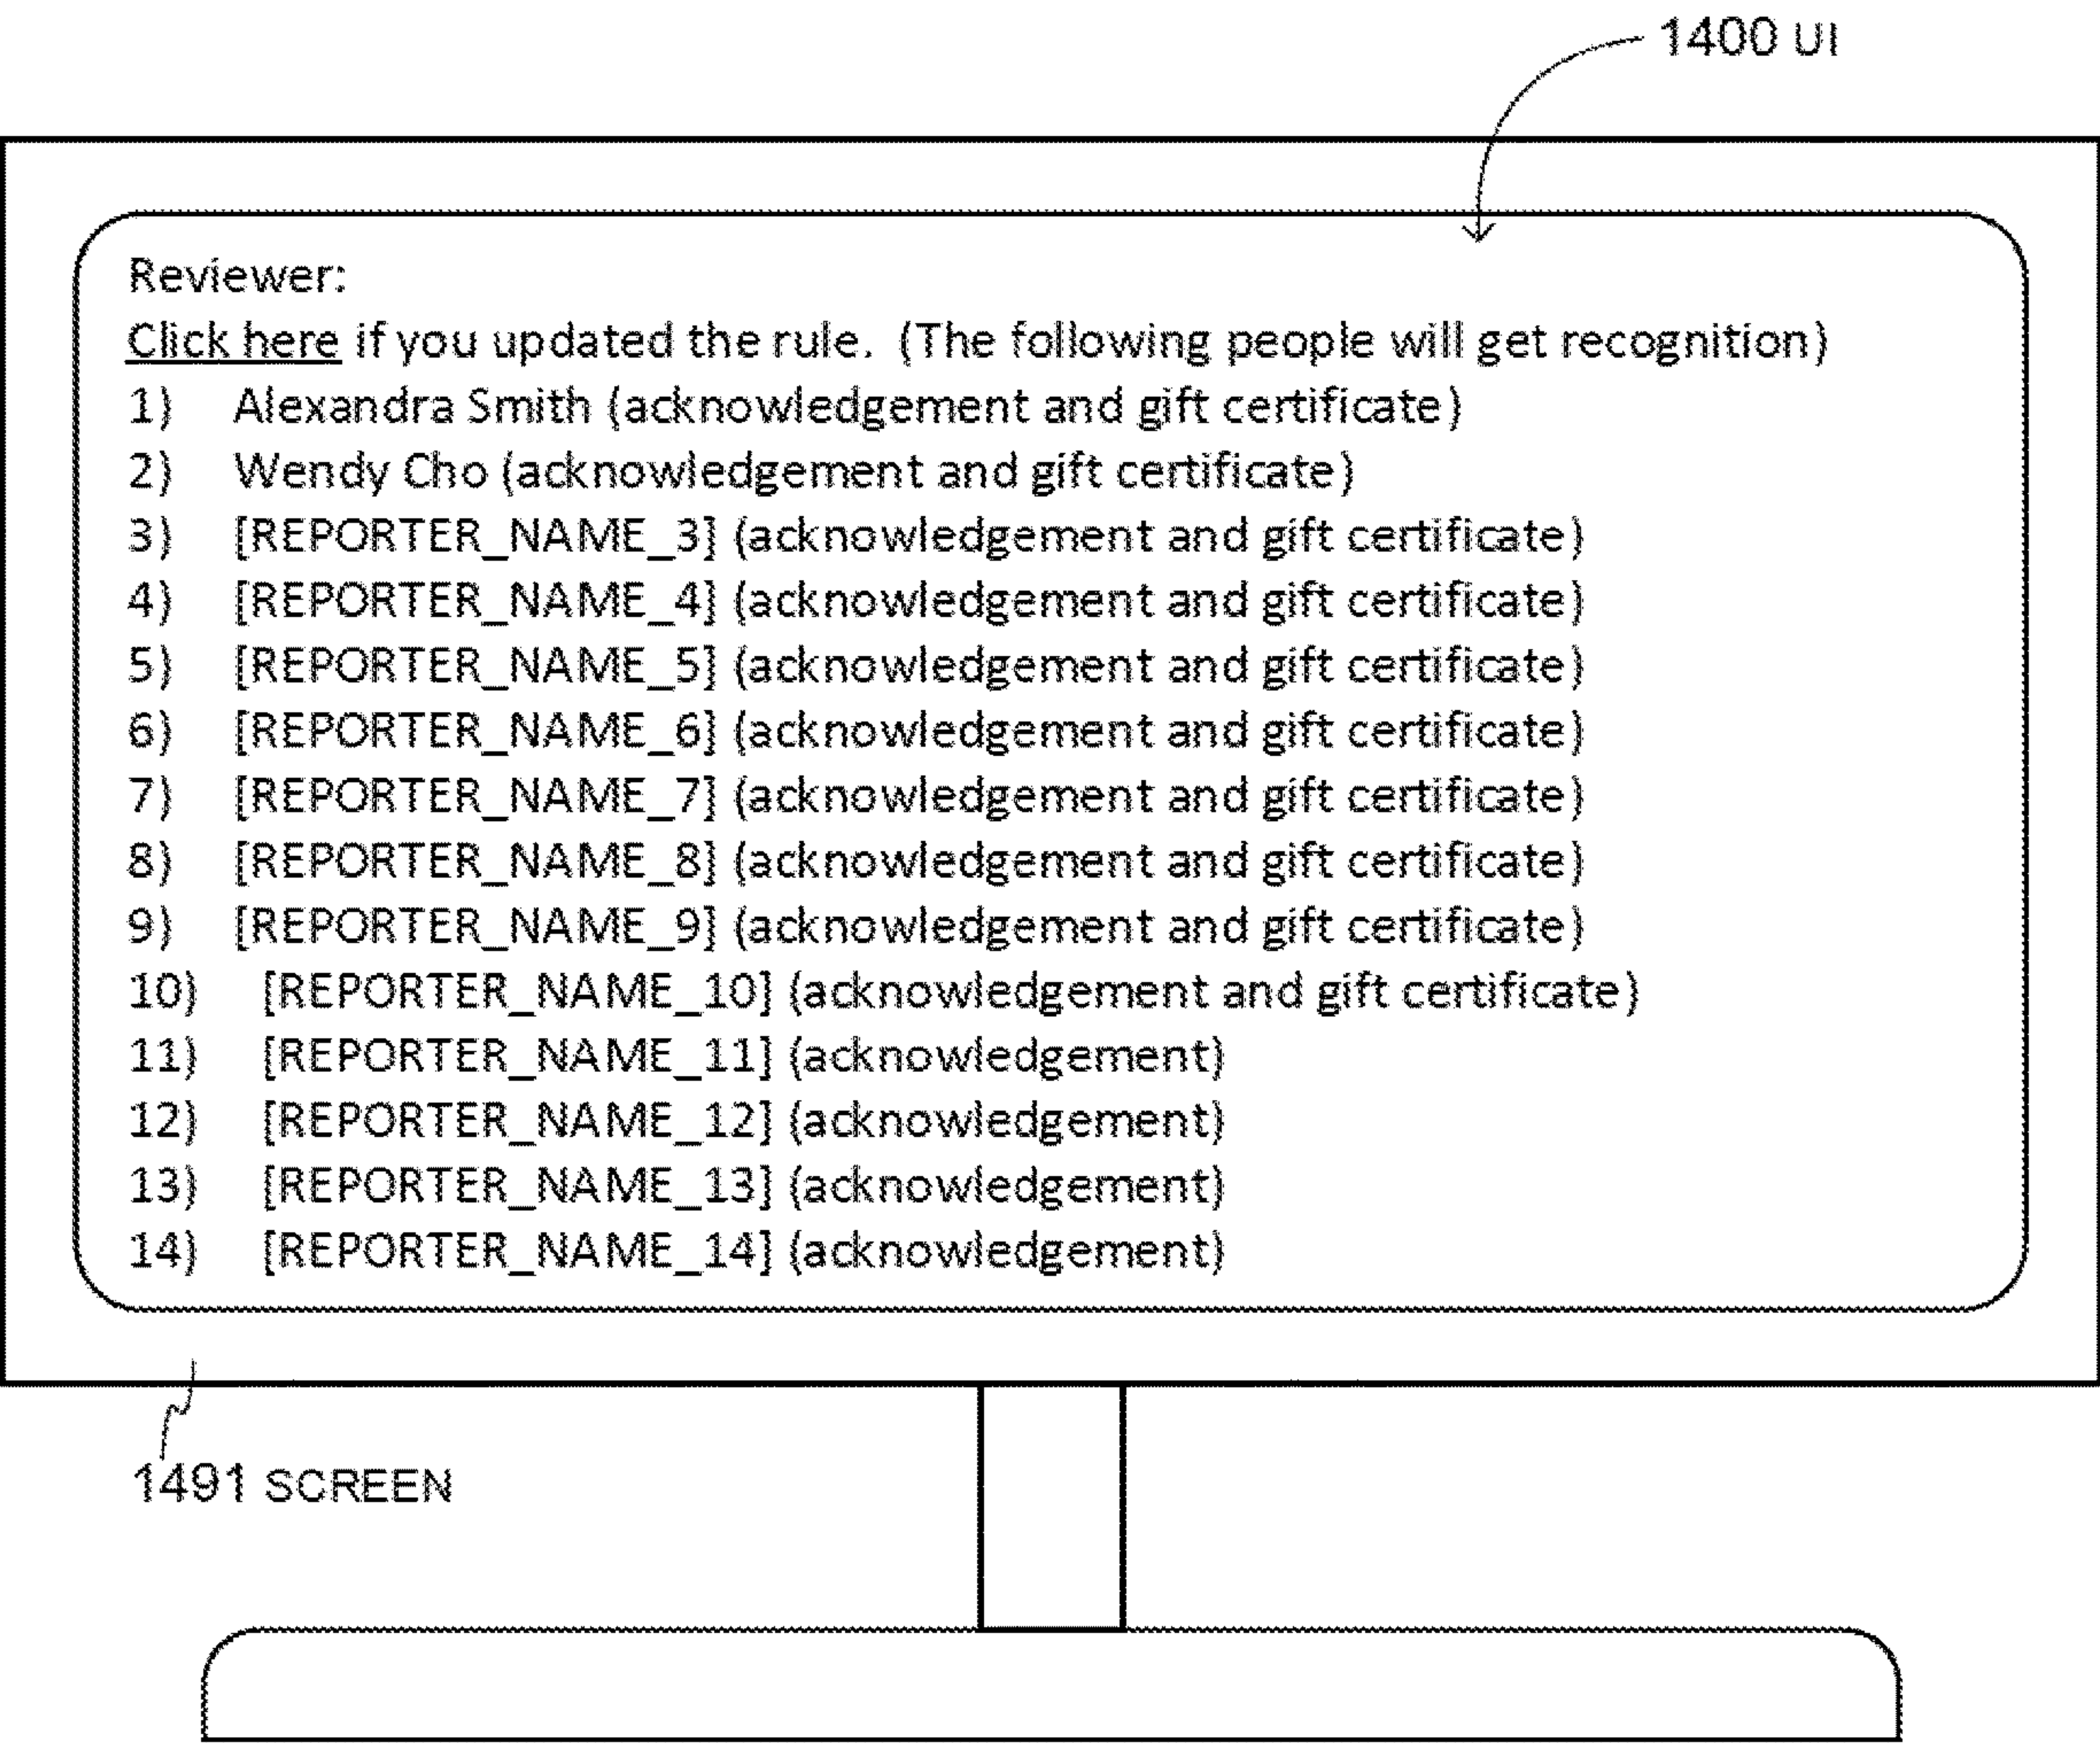 1400 UI
Reviewer:
Click here if you updated the rule. (The following people will get recognition)
1) Alexandra Smith (acknowledgement and gift certificate)
2) Wendy Cho (acknowledgement and gift certificate)
3) [REPORTER_NAME_3] (acknowledgement and gift certificate)
4) [REPORTER_NAME_4] (acknowledgement and gift certificate)
5) [REPORTER_NAME_5] (acknowledgement and gift certificate)
6) [REPORTER_NAME_6] (acknowledgement and gift certificate)
7) [REPORTER_NAME_7] (acknowledgement and gift certificate)
8) [REPORTER_NAME_8] (acknowledgement and gift certificate)
9) [REPORTER_NAME_9] (acknowledgement and gift certificate)
10) [REPORTER_NAME_10] (acknowledgement and gift certificate)
11) [REPORTER_NAME_11] (acknowledgement)
12) [REPORTER_NAME_12] (acknowledgement)
13) [REPORTER_NAME_13] (acknowledgement)
14) [REPORTER_NAME_14] (acknowledgement)
1491 SCREEN